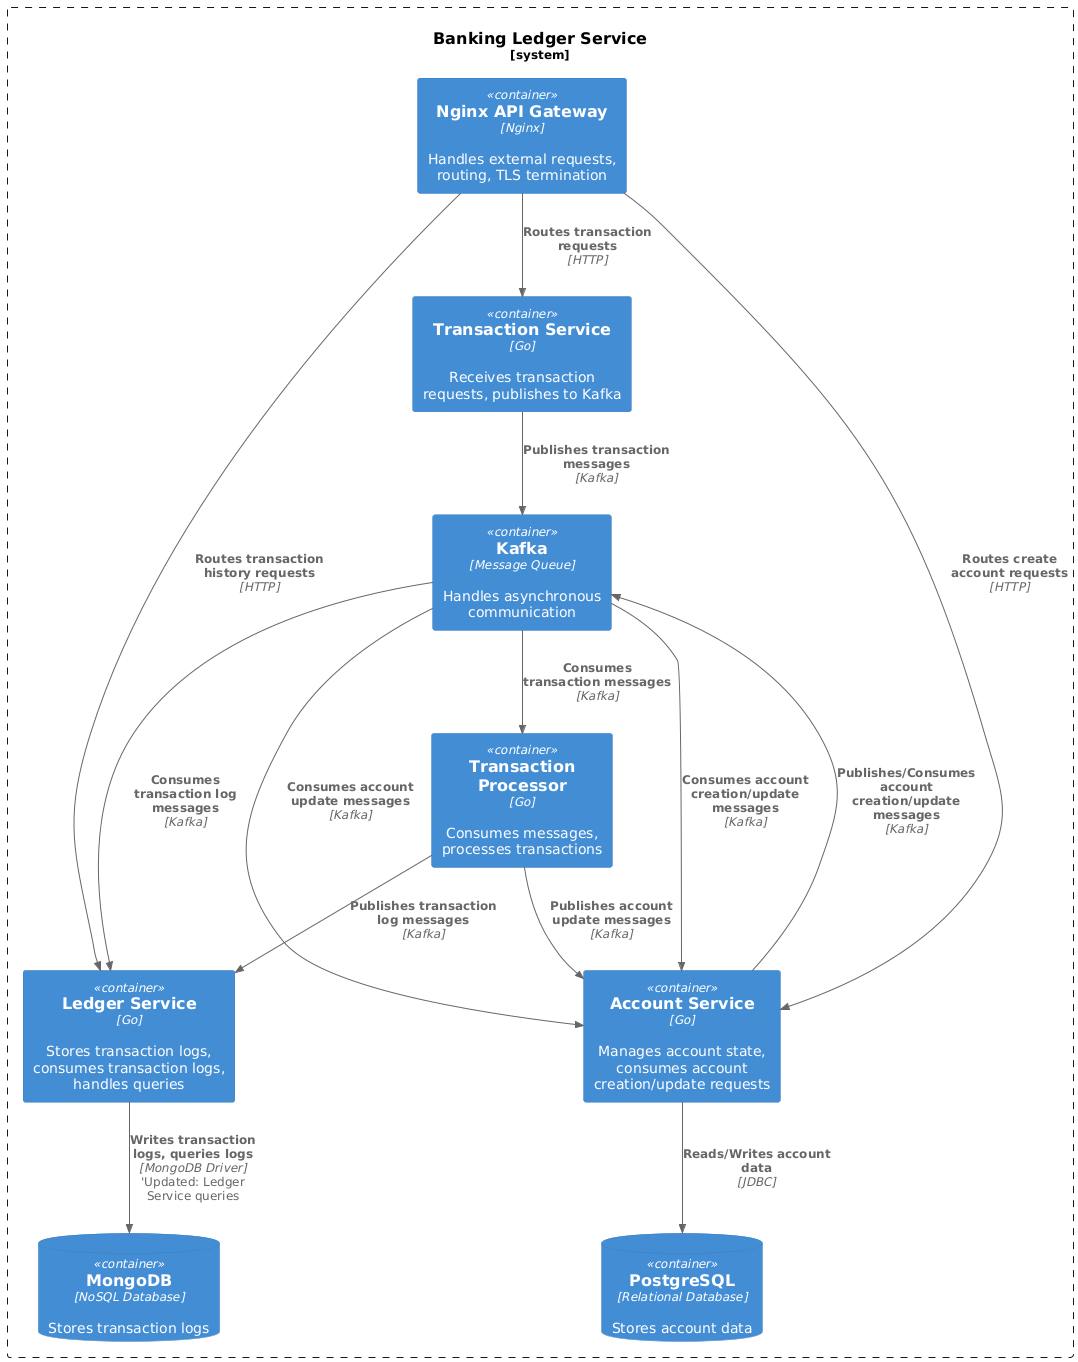 Banking Ledger Service
[system]
«container»
Nginx API Gateway
[Nginx]
Handles external requests,
routing, TLS termination
Routes transaction
requests
[HTTP]
«container»
Transaction Service
[Go]
Receives transaction
requests, publishes to Kafka
Publishes transaction
messages
[Kafka]
«container»
Kafka
[Message Queue]
Handles asynchronous
communication
Routes transaction
history requests
[HTTP]
Routes create
account requests
[HTTP]
Consumes
transaction messages
[Kafka]
«container»
Transaction
Processor
[Go]
Consumes messages,
processes transactions
Consumes
transaction log
messages
[Kafka]
Consumes account
update messages
[Kafka]
Consumes account
creation/update
messages
[Kafka]
Publishes/Consumes
account
creation/update
messages
[Kafka]
Publishes transaction
log messages
[Kafka]
Publishes account
update messages
[Kafka]
«container»
Ledger Service
[Go]
Stores transaction logs,
consumes transaction logs,
handles queries
«container»
Account Service
[Go]
Manages account state,
consumes account
creation/update requests
Writes transaction
logs, queries logs
[MongoDB Driver]
'Updated: Ledger
Service queries
Reads/Writes account
data
[JDBC]
«container»
MongoDB
[NoSQL Database]
Stores transaction logs
«container»
PostgreSQL
[Relational Database]
Stores account data